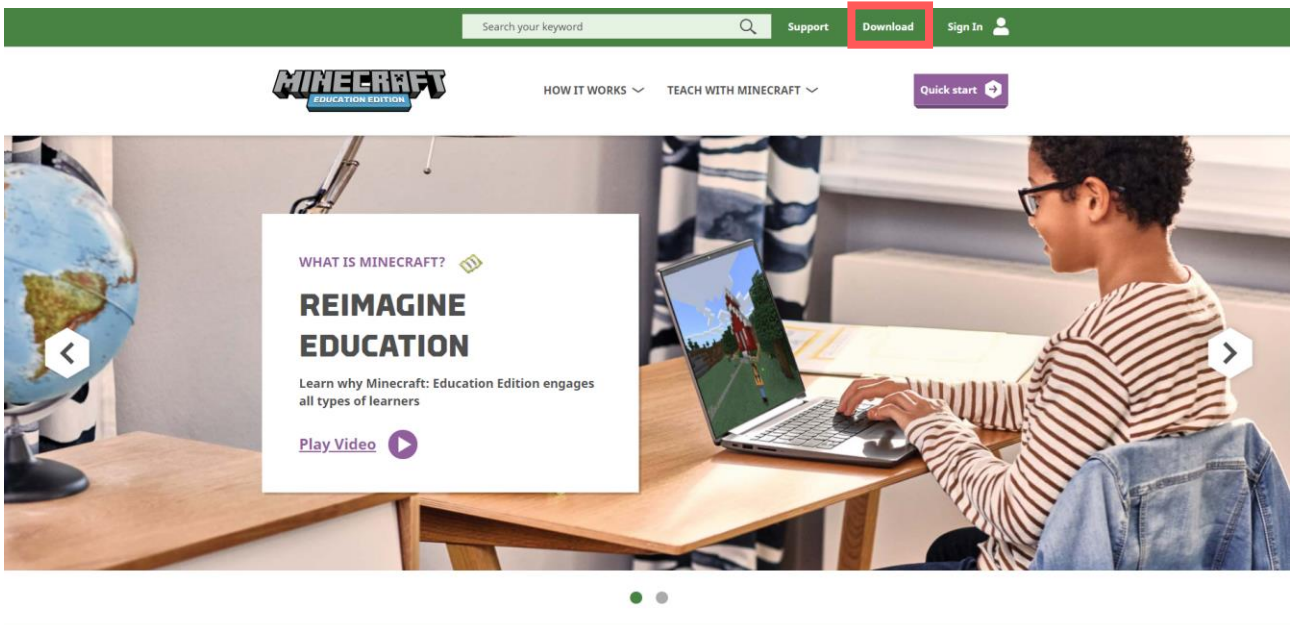 Search your keyword
Support
Download
Sign In
MINECRAFT
EDUCATION EDITION
HOW IT WORKS
TEACH WITH MINECRAFT
Quick start
WHAT IS MINECRAFT?
REIMAGINE
EDUCATION
Learn why Minecraft: Education Edition engages
all types of learners
Play Video